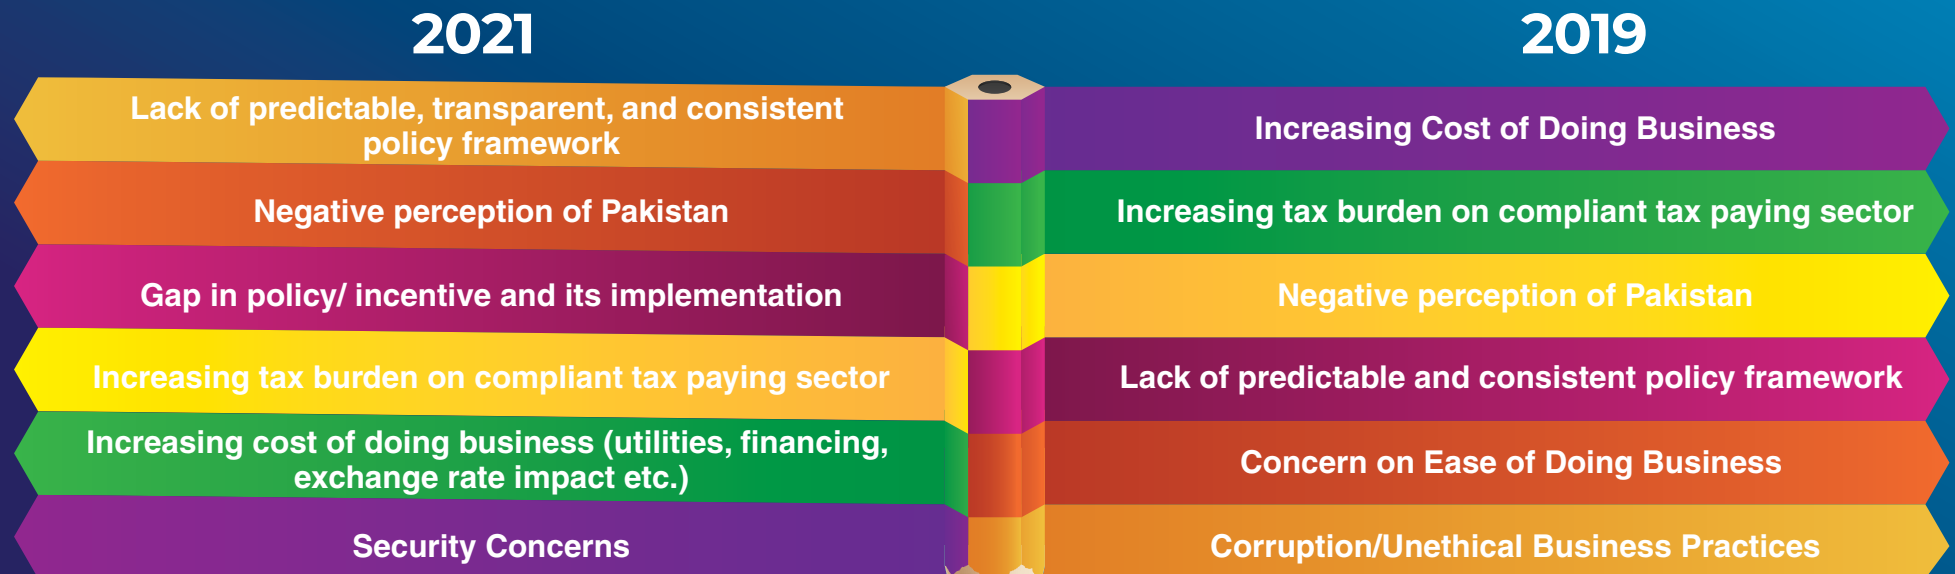 2021
Lack of predictable, transparent, and consistent
policy framework
Negative perception of Pakistan
Gap in policy/ incentive and its implementation
Increasing tax burden on compliant tax paying sector
Increasing cost of doing business (utilities, financing,
exchange rate impact etc.)
Security Concerns
2019
Increasing Cost of Doing Business
Increasing tax burden on compliant tax paying sector
Negative perception of Pakistan
Lack of predictable and consistent policy framework
Concern on Ease of Doing Business
Corruption/Unethical Business Practices